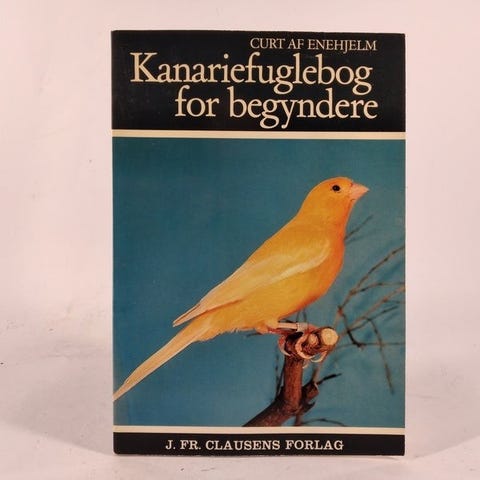 CURT AF ENEHJELM
Kanariefuglebog
for begyndere
J. FR. CLAUSENS FORLAG